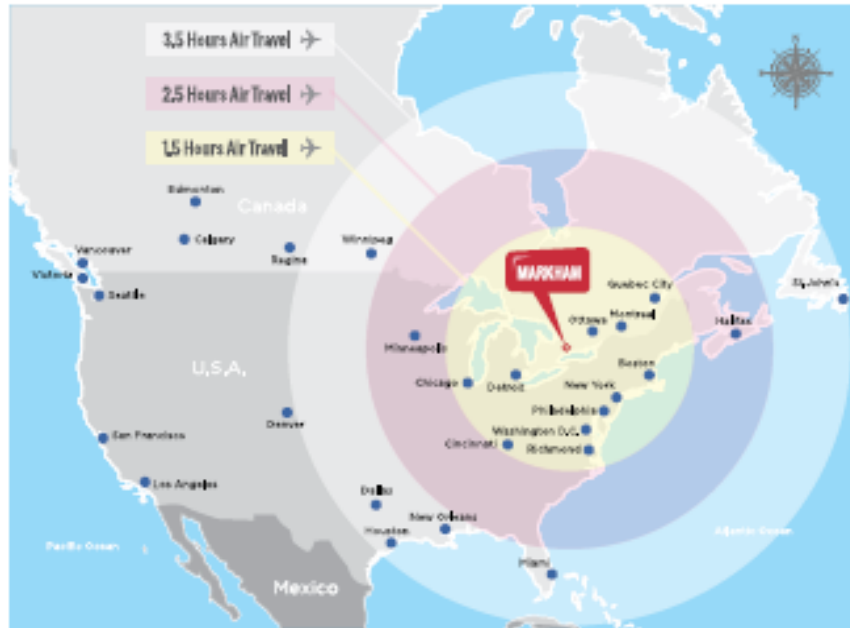 3.5 Hours Air Travel
2.5 Hours Air Travel
1.5 Hours Air Travel
N
Edmonton
Canada
Calgary
Regina
Winnipeg
Vancouver
Victoria
Seattle
MARKHAM
Quebec City
St. John's
Ottawa
Montreal
Halifax
Minneapolis
U.S.A.
Boston
Chicago
Detroit
New York
Philadelphia
Denver
Washington D.C.
San Francisco
Cincinnati
Richmond
Los Angeles
Dallas
New Orleans
Houston
Pacific Ocean
Atlantic Ocean
Miami
Mexico